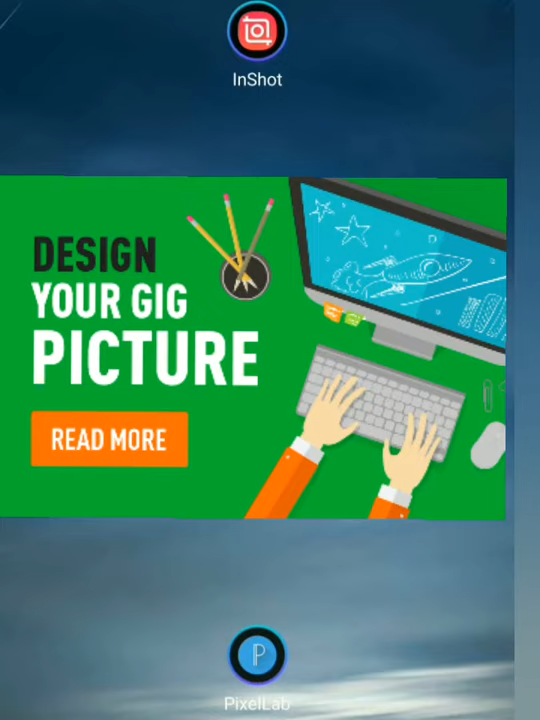 InShot
DESIGN
YOUR GIG
PICTURE
READ MORE
PixelLab